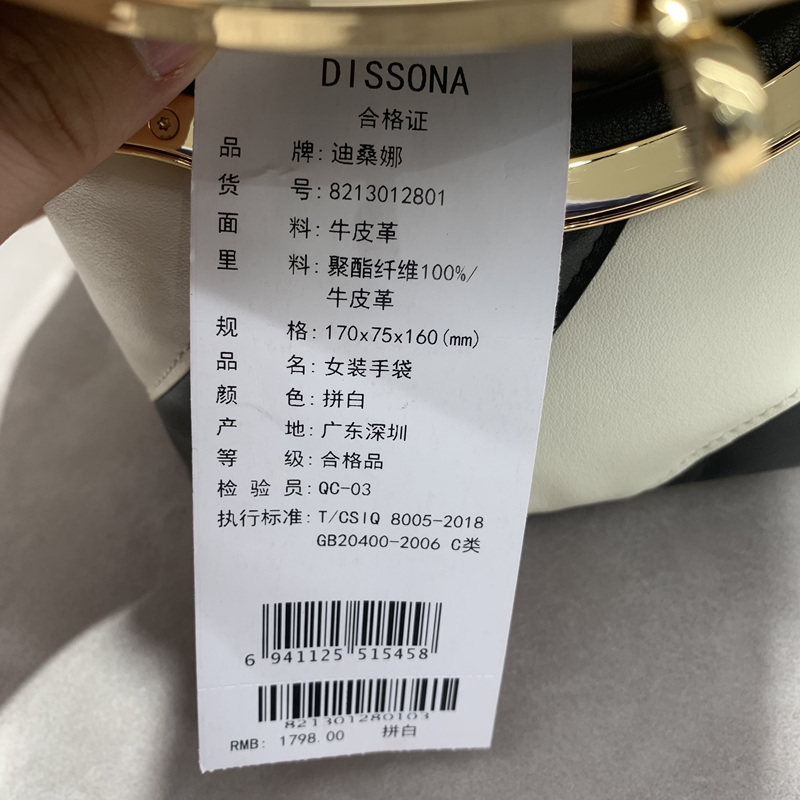 DISSONA
合格证
品 牌: 迪桑娜
货 号: 8213012801
面 料: 牛皮革
里 料: 聚酯纤维100%/
牛皮革
规 格: 170x75x160(mm)
品 名: 女装手袋
颜 色: 拼白
产 地: 广东深圳
等 级: 合格品
检 验 员: QC-03
执行标准: T/CSIQ 8005-2018
GB20400-2006 C类
6 941125 515458
821301280103
RMB: 1798.00 拼白